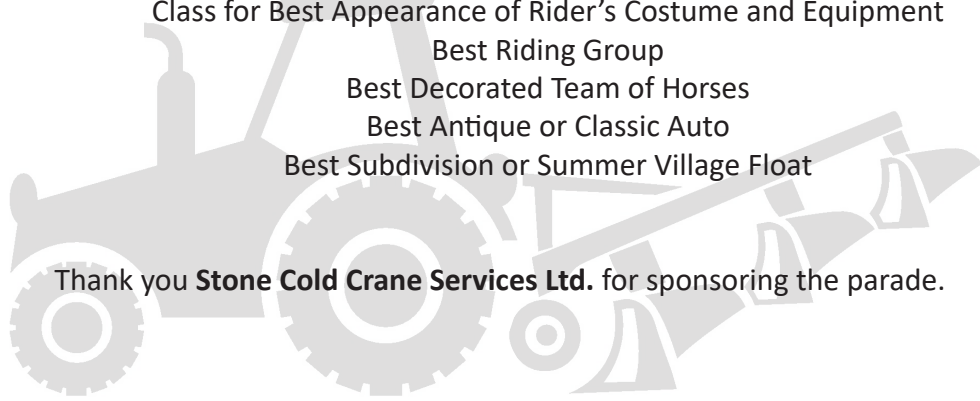 Class for Best Appearance of Rider’s Costume and Equipment
Best Riding Group
Best Decorated Team of Horses
Best Antique or Classic Auto
Best Subdivision or Summer Village Float
Thank you Stone Cold Crane Services Ltd. for sponsoring the parade.